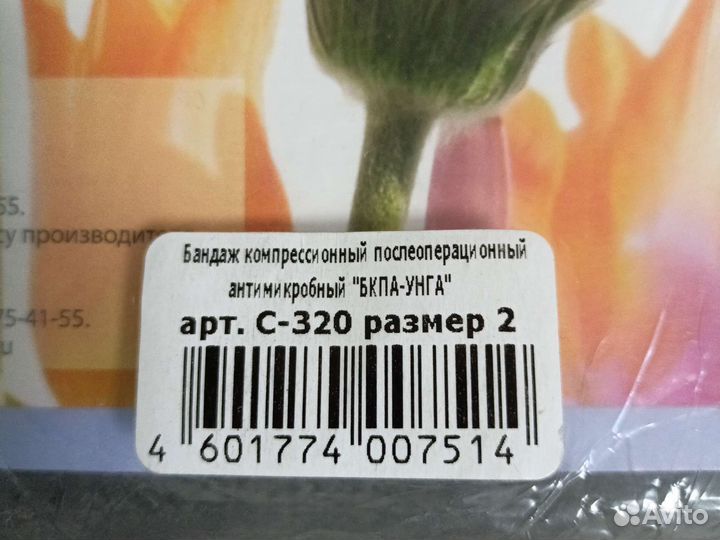 55.
су производите
75-41-55.
u
Бандаж компрессионный послеоперационный
антимикробный "БКПА-УНГА"
арт. С-320 размер 2
4 601774 007514
Avito